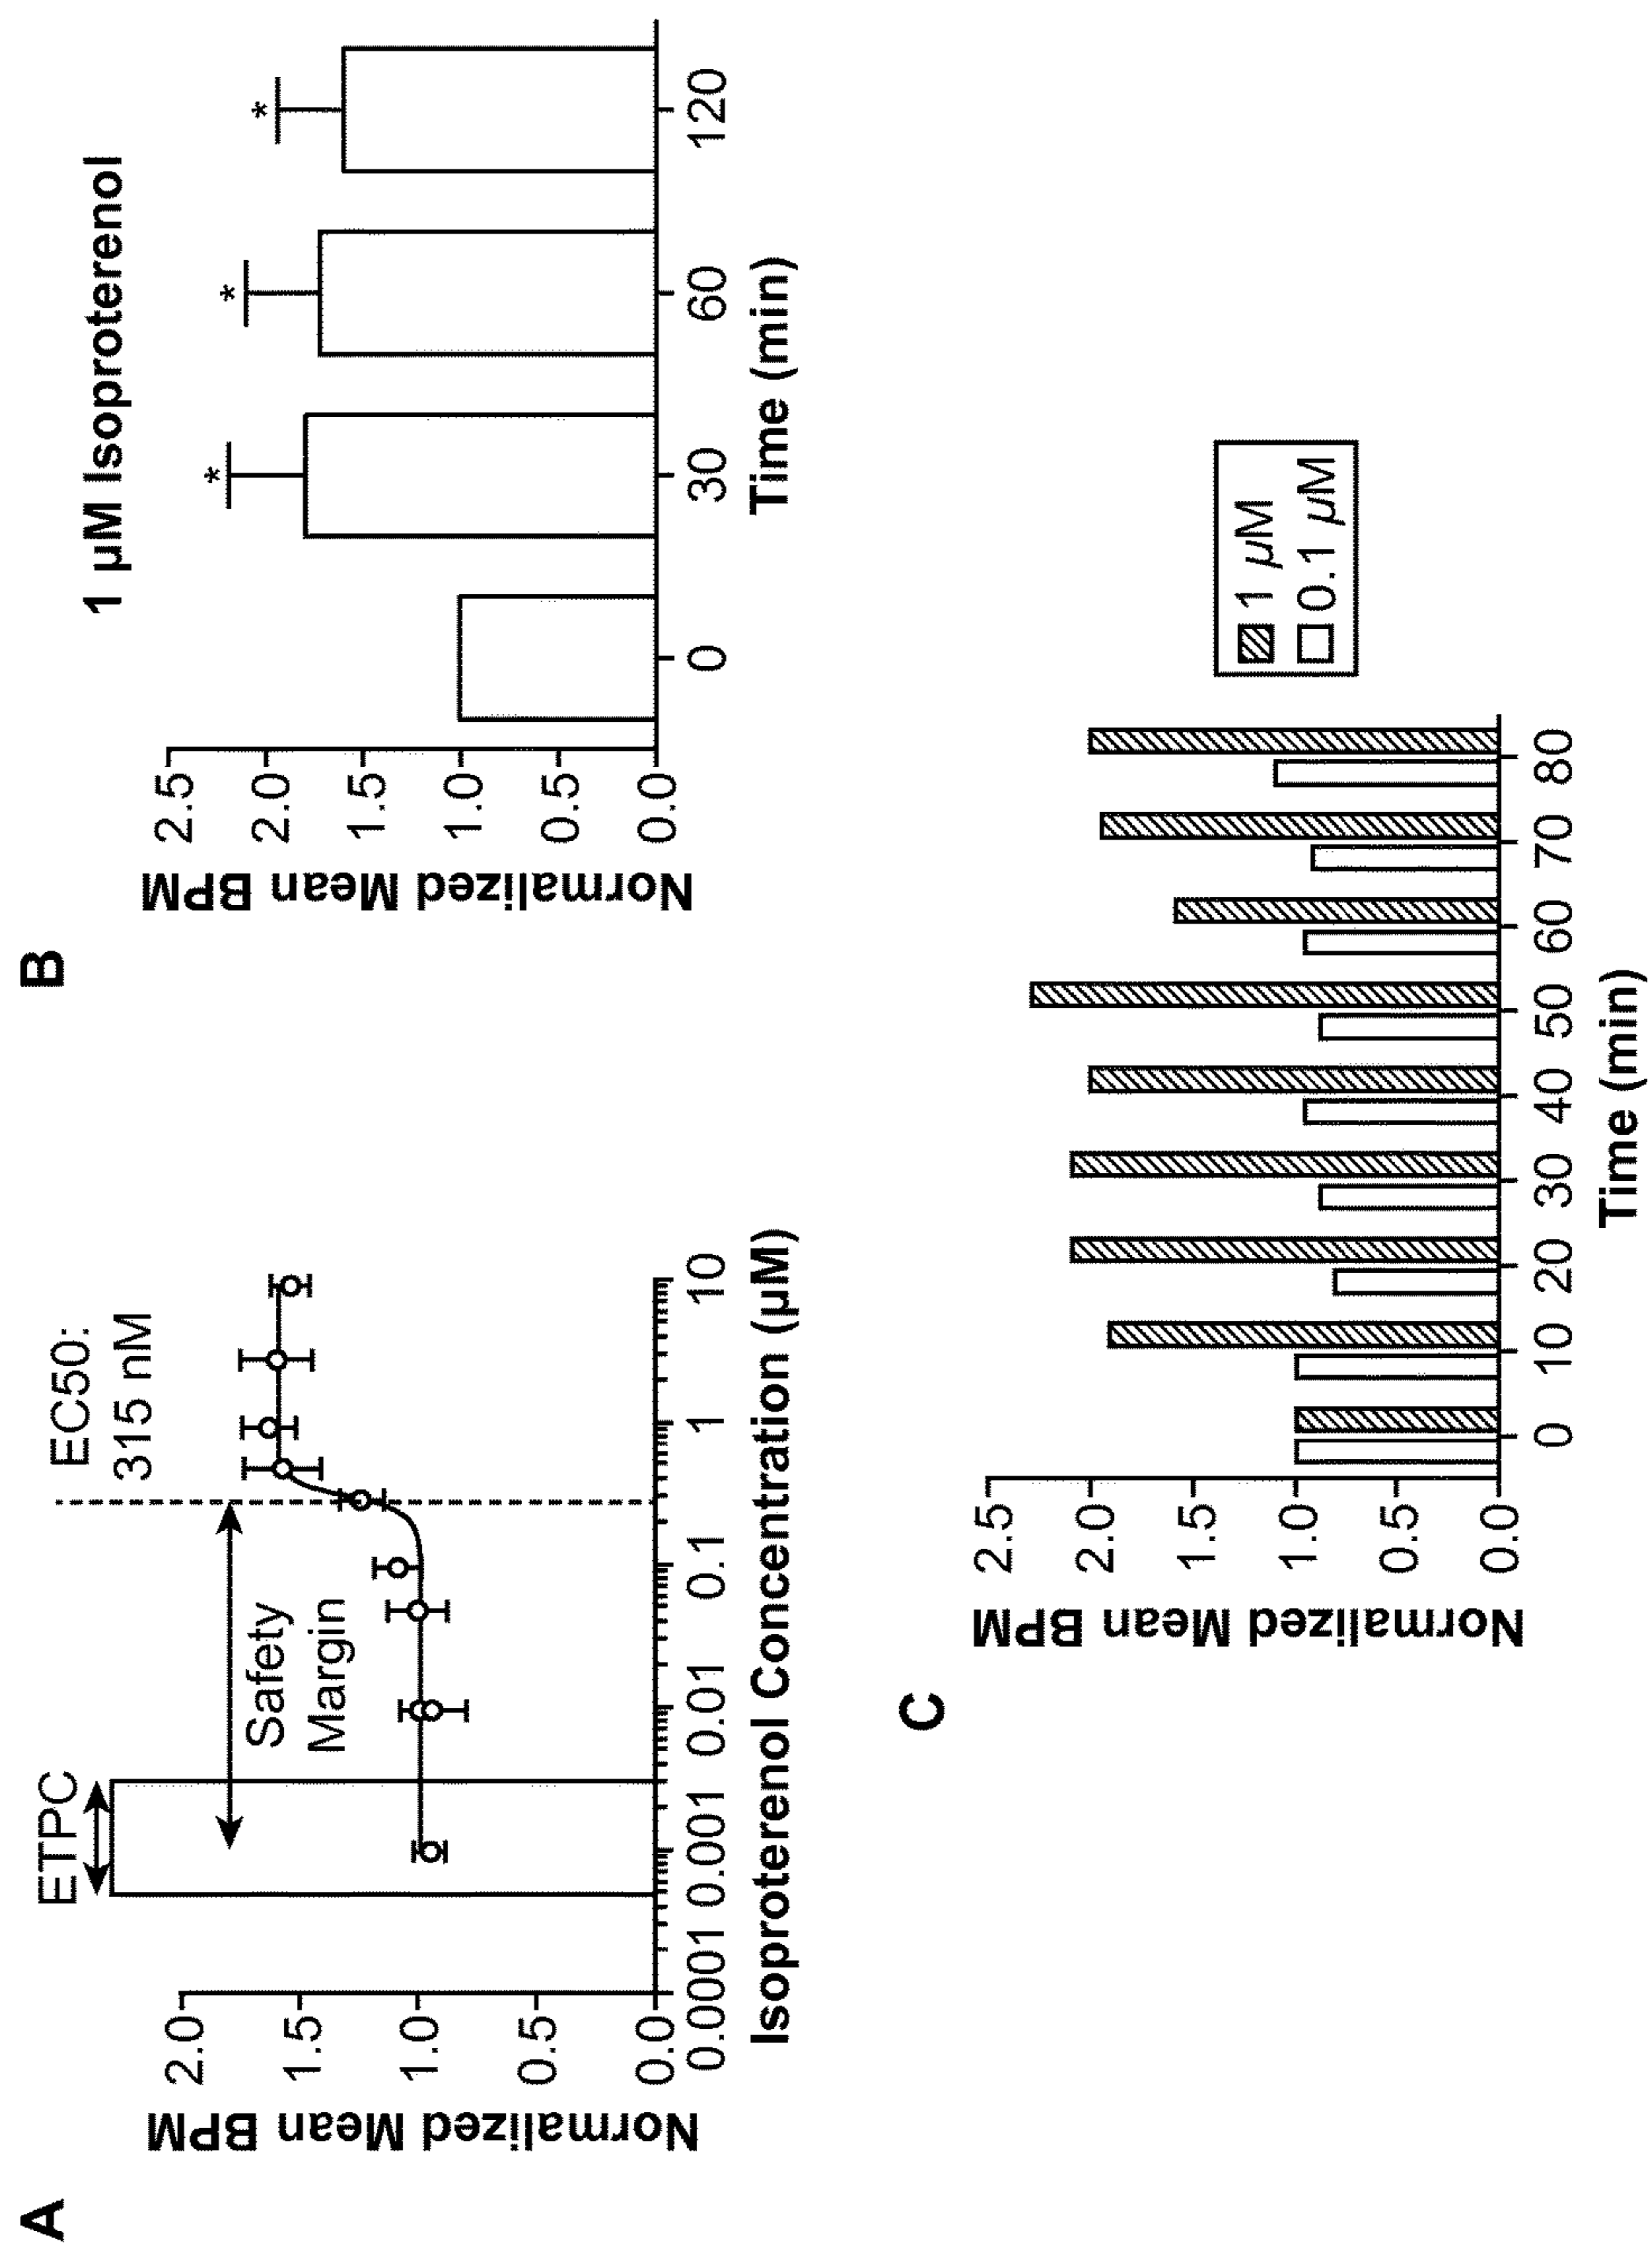 A
Normalized Mean BPM
2.0
1.5
1.0
0.5
0.0
ETPC
Safety
Margin
EC50:
315 nM
0.0001 0.001 0.01 0.1 1 10
Isoproterenol Concentration (µM)
B
1 µM Isoproterenol
Normalized Mean BPM
2.5
2.0
1.5
1.0
0.5
0.0
* * *
0 30 60 120
Time (min)
C
Normalized Mean BPM
2.5
2.0
1.5
1.0
0.5
0.0
0 10 20 30 40 50 60 70 80
Time (min)
1 µM
0.1 µM